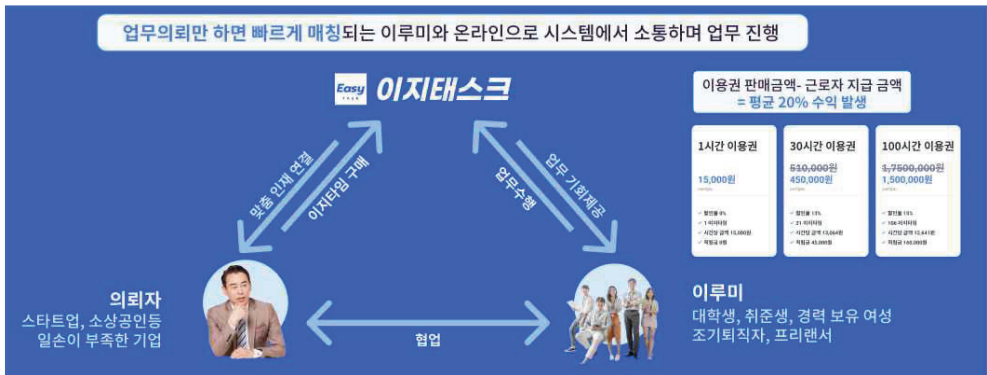 업무의뢰만 하면 빠르게 매칭되는 이루미와 온라인으로 시스템에서 소통하며 업무 진행
Easy
이지태스크
이용권 판매금액- 근로자 지급 금액
= 평균 20% 수익 발생
맞춤 인재 연결
이지타임 구매
업무 기회제공
업무수행
1시간 이용권
15,000원
30시간 이용권
510,000원
450,000원
100시간 이용권
1,7500,000원
1,500,000원
의뢰자
스타트업, 소상공인등
일손이 부족한 기업
협업
이루미
대학생, 취준생, 경력 보유 여성
조기퇴직자, 프리랜서